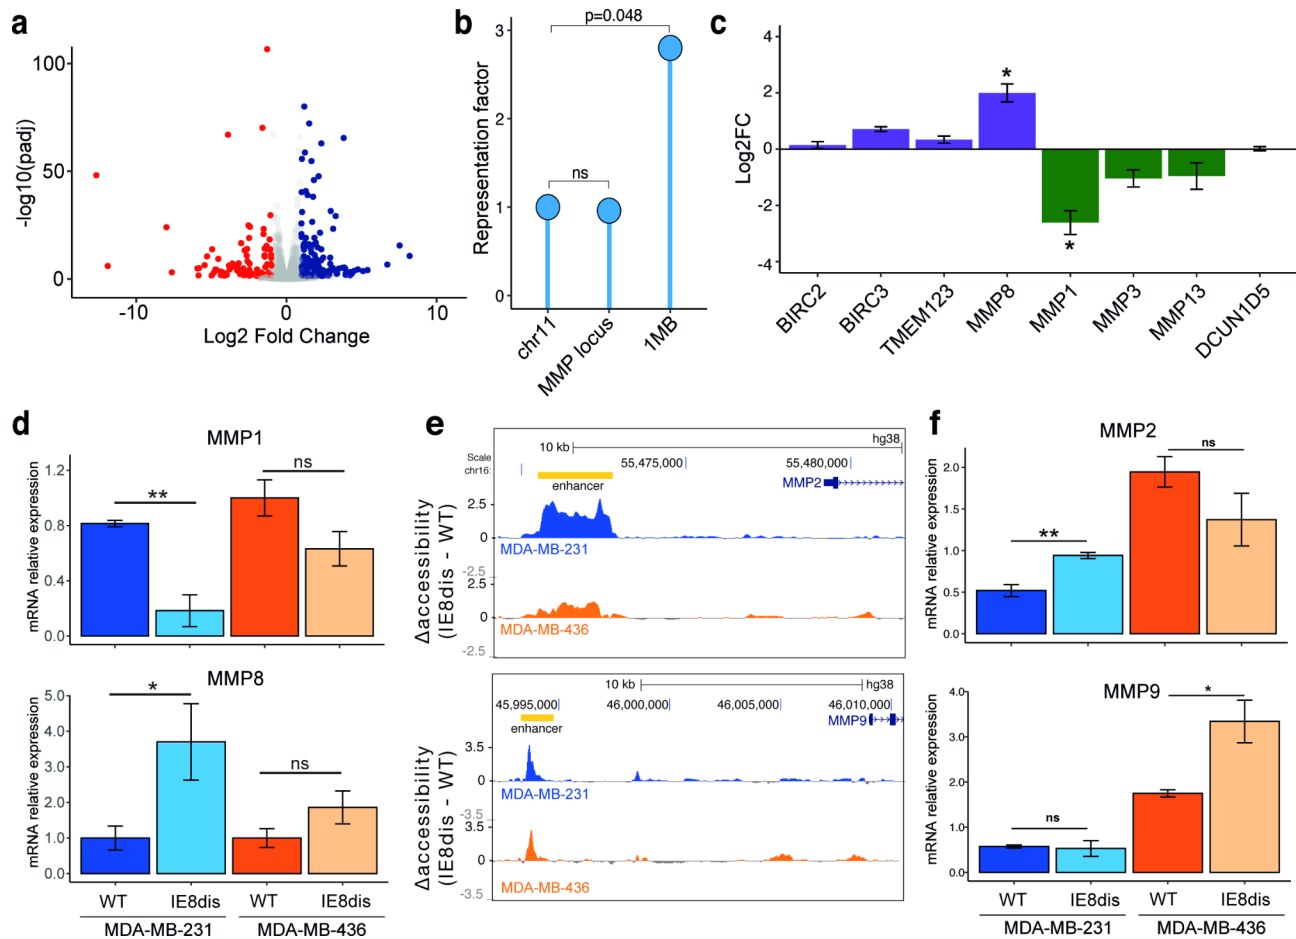 a
100
50
0
-log10(padj)
-10
0
10
Log2 Fold Change
b
p=0.048
3
2
1
0
ns
Representation factor
chr11
MMP locus
1MB
c
4
2
0
-2
-4
Log2FC
*
*
BIRC2
BIRC3
TMEM123
MMP8
MMP1
MMP3
MMP13
DCUN1D5
d
MMP1
1.2
0.8
0.4
0.0
mRNA relative expression
**
ns
MMP8
5.0
4.0
3.0
2.0
1.0
0.0
mRNA relative expression
*
ns
WT
IE8dis
WT
IE8dis
MDA-MB-231
MDA-MB-436
e
Δaccessibility
(IE8dis - WT)
Scale
10 kb
hg38
chr16:
55,475,000
55,480,000
enhancer
MMP2
2.5
0
MDA-MB-231
-2.5
2.5
0
MDA-MB-436
-2.5
Δaccessibility
(IE8dis - WT)
10 kb
hg38
45,995,000
46,000,000
46,005,000
46,010,000
enhancer
MMP9
3.5
0
MDA-MB-231
-3.5
3.5
0
MDA-MB-436
-3.5
f
MMP2
2.0
1.5
1.0
0.5
0.0
mRNA relative expression
**
ns
MMP9
4.0
3.0
2.0
1.0
0.0
mRNA relative expression
ns
*
WT
IE8dis
WT
IE8dis
MDA-MB-231
MDA-MB-436